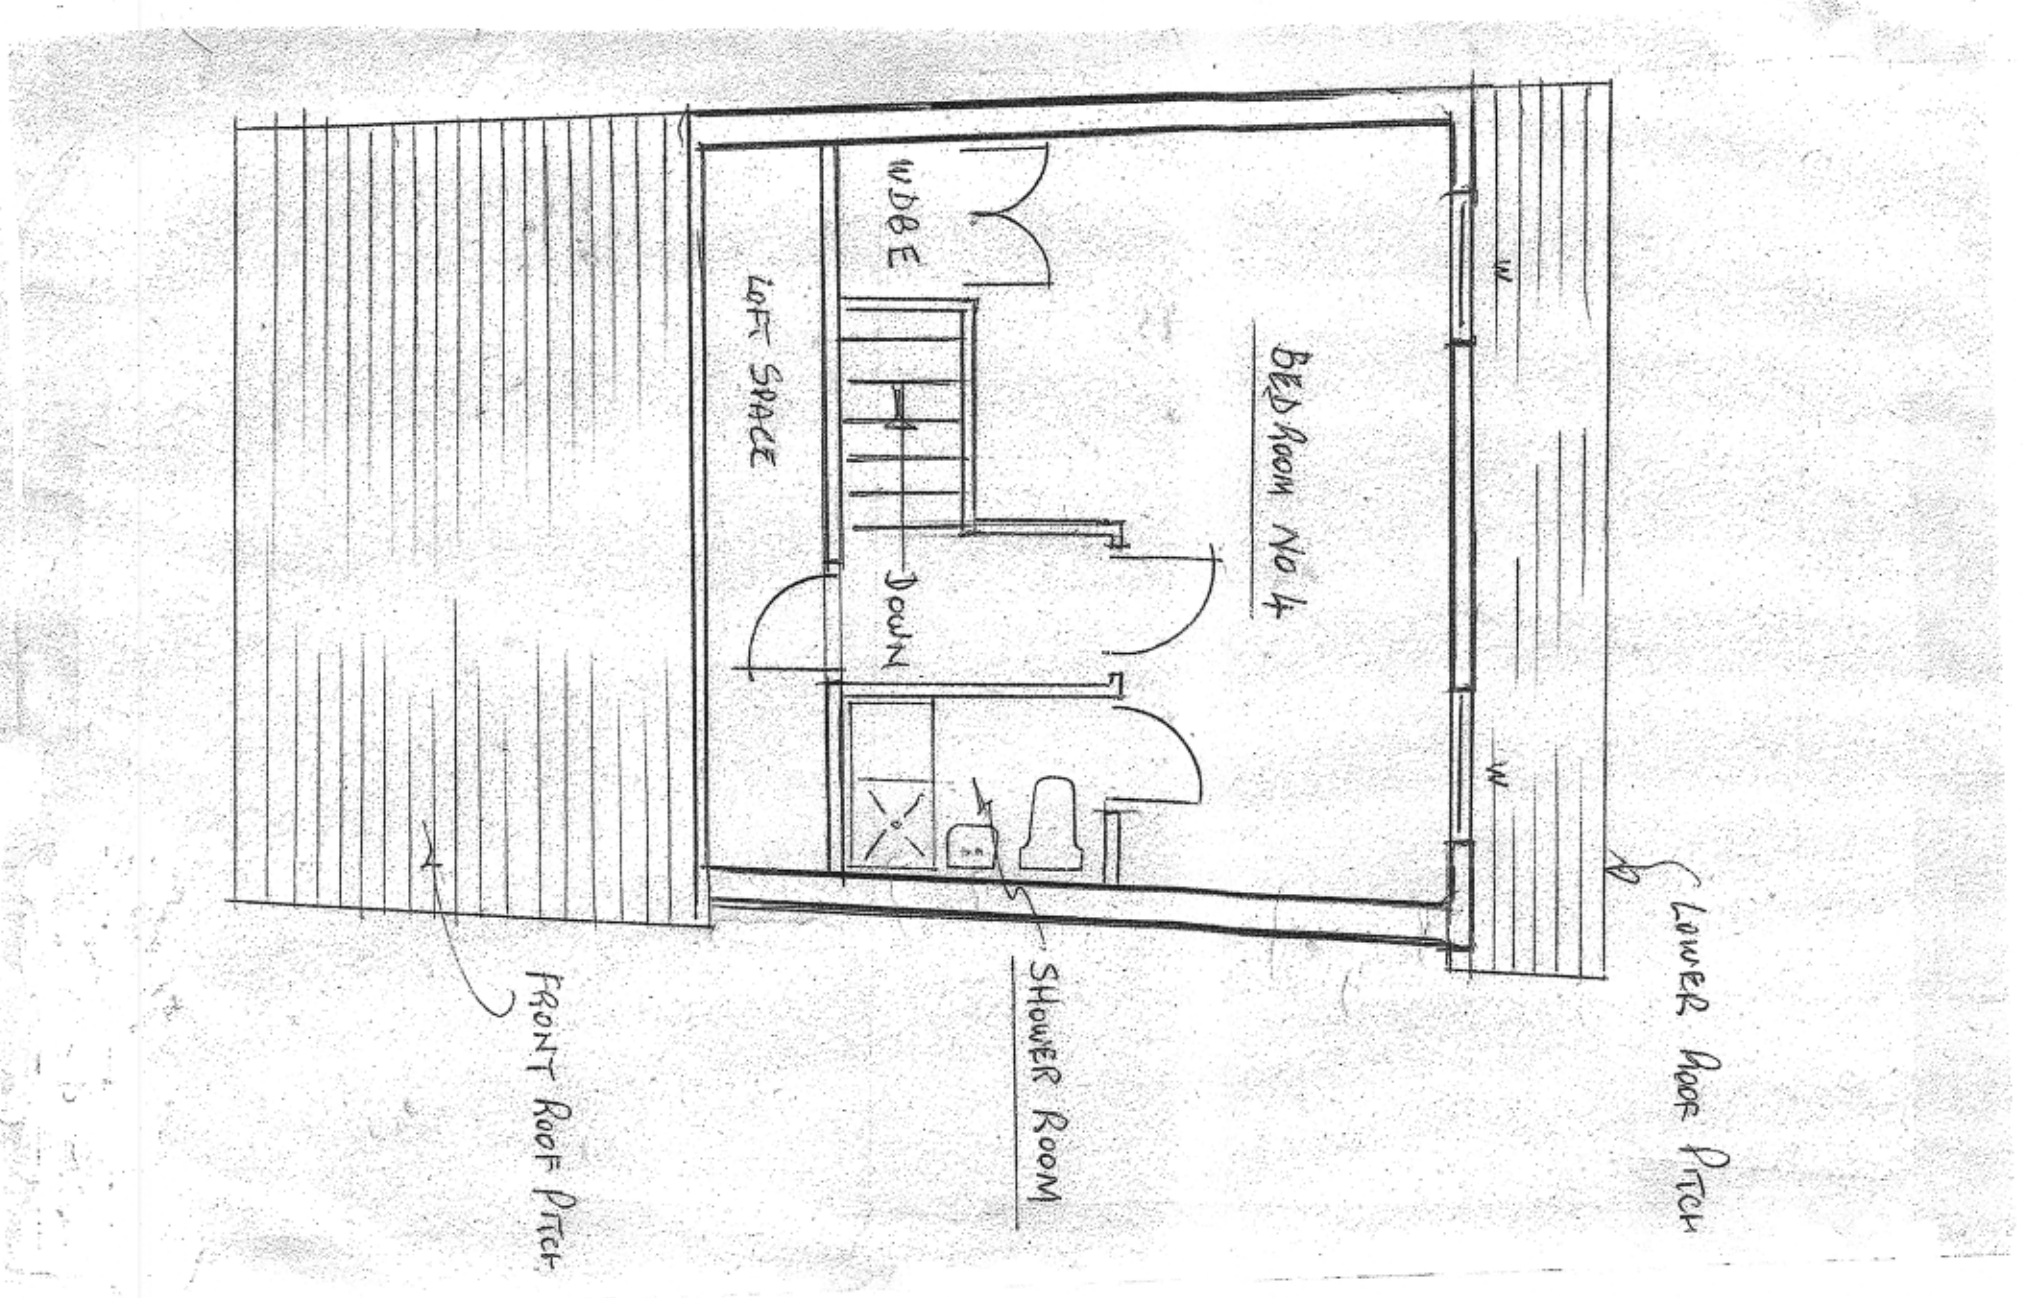 LOWER ROOF PITCH
W
W
BEDROOM NO 4
SHOWER ROOM
WDBE
DOWN
LOFT SPACE
FRONT ROOF PITCH